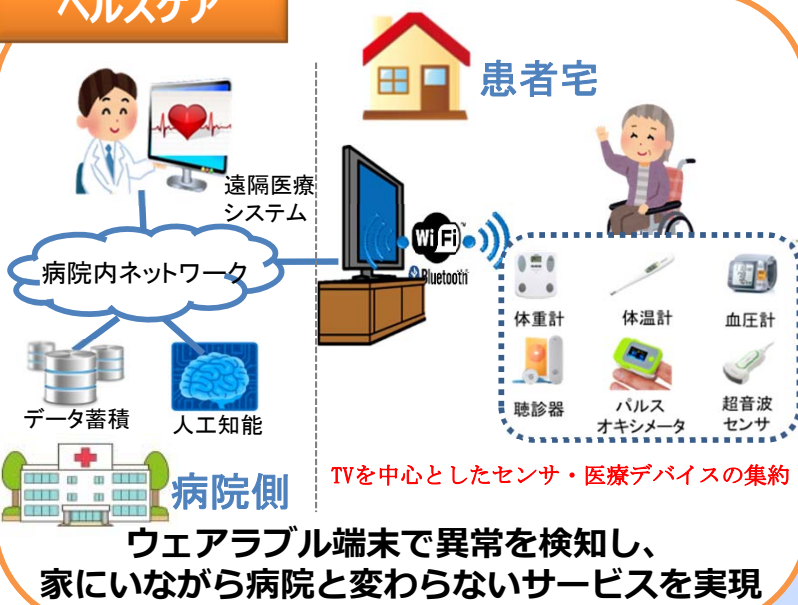 ヘルスケア
患者宅
遠隔医療
システム
病院内ネットワーク
Wi Fi
Bluetooth
体重計
体温計
血圧計
聴診器
パルス
オキシメータ
超音波
センサ
データ蓄積
人工知能
病院側
TVを中心としたセンサ・医療デバイスの集約
ウェアラブル端末で異常を検知し、
家にいながら病院と変わらないサービスを実現